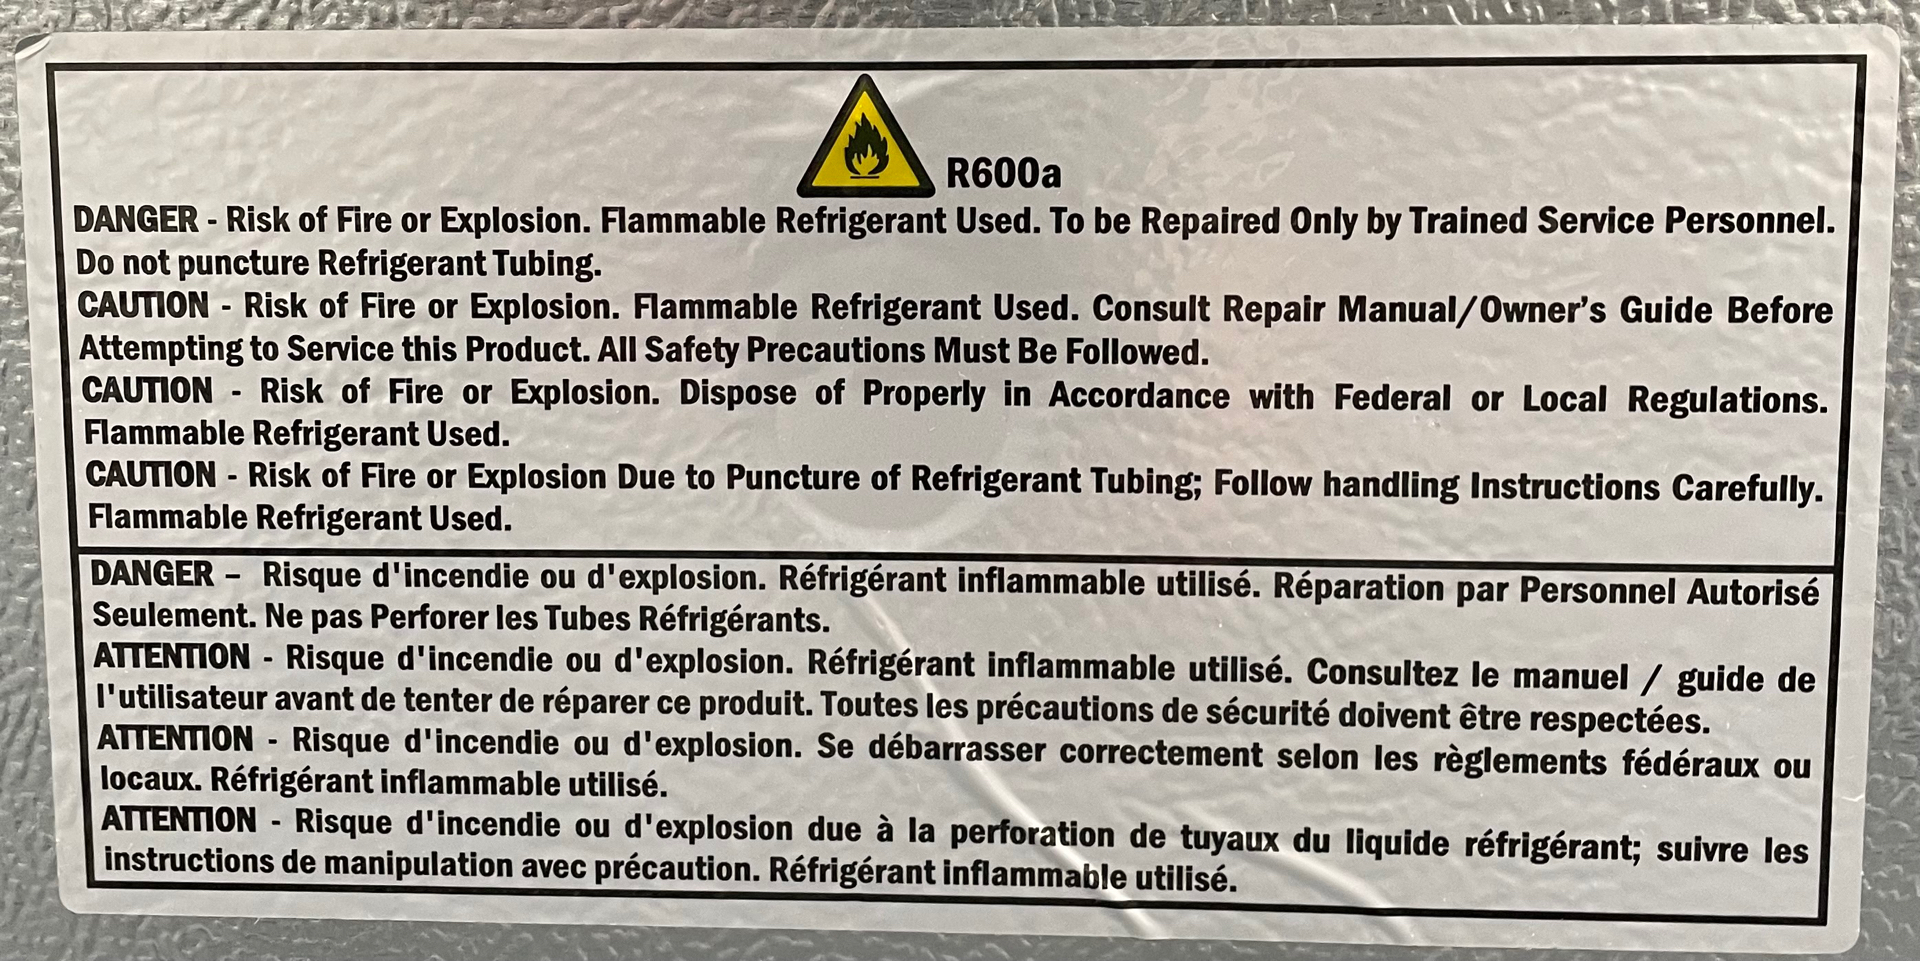 R600a
DANGER - Risk of Fire or Explosion. Flammable Refrigerant Used. To be Repaired Only by Trained Service Personnel.
Do not puncture Refrigerant Tubing.
CAUTION - Risk of Fire or Explosion. Flammable Refrigerant Used. Consult Repair Manual/Owner's Guide Before
Attempting to Service this Product. All Safety Precautions Must Be Followed.
CAUTION - Risk of Fire or Explosion. Dispose of Properly in Accordance with Federal or Local Regulations.
Flammable Refrigerant Used.
CAUTION - Risk of Fire or Explosion Due to Puncture of Refrigerant Tubing; Follow handling Instructions Carefully.
Flammable Refrigerant Used.
DANGER – Risque d'incendie ou d'explosion. Réfrigérant inflammable utilisé. Réparation par Personnel Autorisé
Seulement. Ne pas Perforer les Tubes Réfrigérants.
ATTENTION - Risque d'incendie ou d'explosion. Réfrigérant inflammable utilisé. Consultez le manuel / guide de
l'utilisateur avant de tenter de réparer ce produit. Toutes les précautions de sécurité doivent être respectées.
ATTENTION - Risque d'incendie ou d'explosion. Se débarrasser correctement selon les règlements fédéraux ou
locaux. Réfrigérant inflammable utilisé.
ATTENTION - Risque d'incendie ou d'explosion due à la perforation de tuyaux du liquide réfrigérant; suivre les
instructions de manipulation avec précaution. Réfrigérant inflammable utilisé.